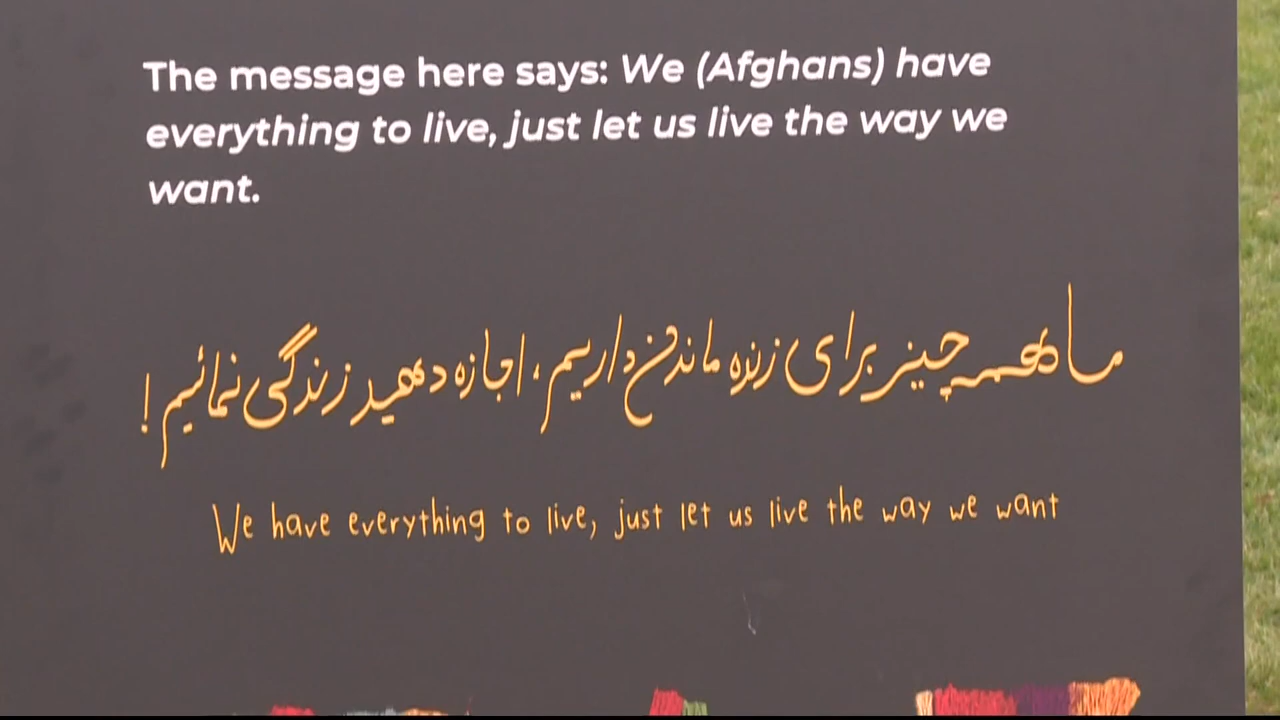 The message here says: We (Afghans) have
everything to live, just let us live the way we
want.
ما همه چیز برای زنده ماندن داریم، اجازه دهید زندگی نمائیم!
We have everything to live, just let us live the way we want